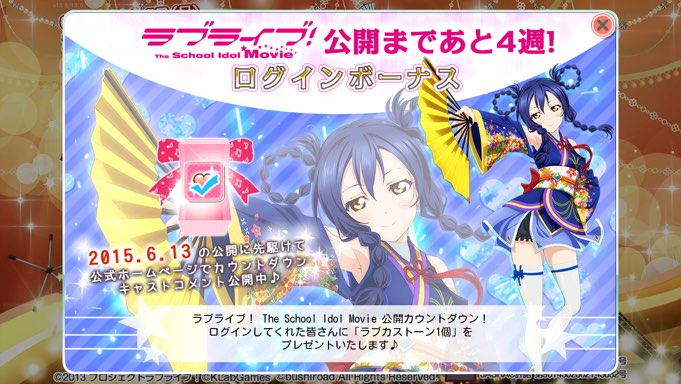 ラブライブ!
The School Idol Movie
公開まであと4週!
ログインボーナス
2015.6.13 の公開に先駆けて
公式ホームページでカウントダウン
キャストコメント公開中♪
ラブライブ! The School Idol Movie 公開カウントダウン!
ログインしてくれた皆さんに「ラブカストーン1個」を
プレゼントいたします♪
©2013 プロジェクトラブライブ! ©KLabGames ©bushiroad All Rights Reserved.